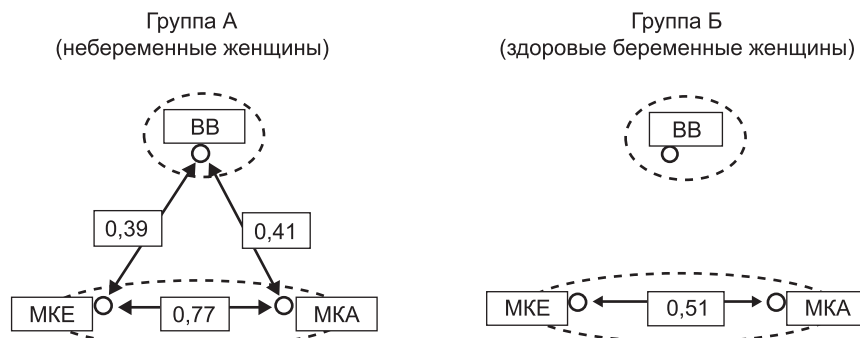 Группа А
(небеременные женщины)
ВВ
0,39
0,41
МКЕ
0,77
МКА
Группа Б
(здоровые беременные женщины)
ВВ
МКЕ
0,51
МКА